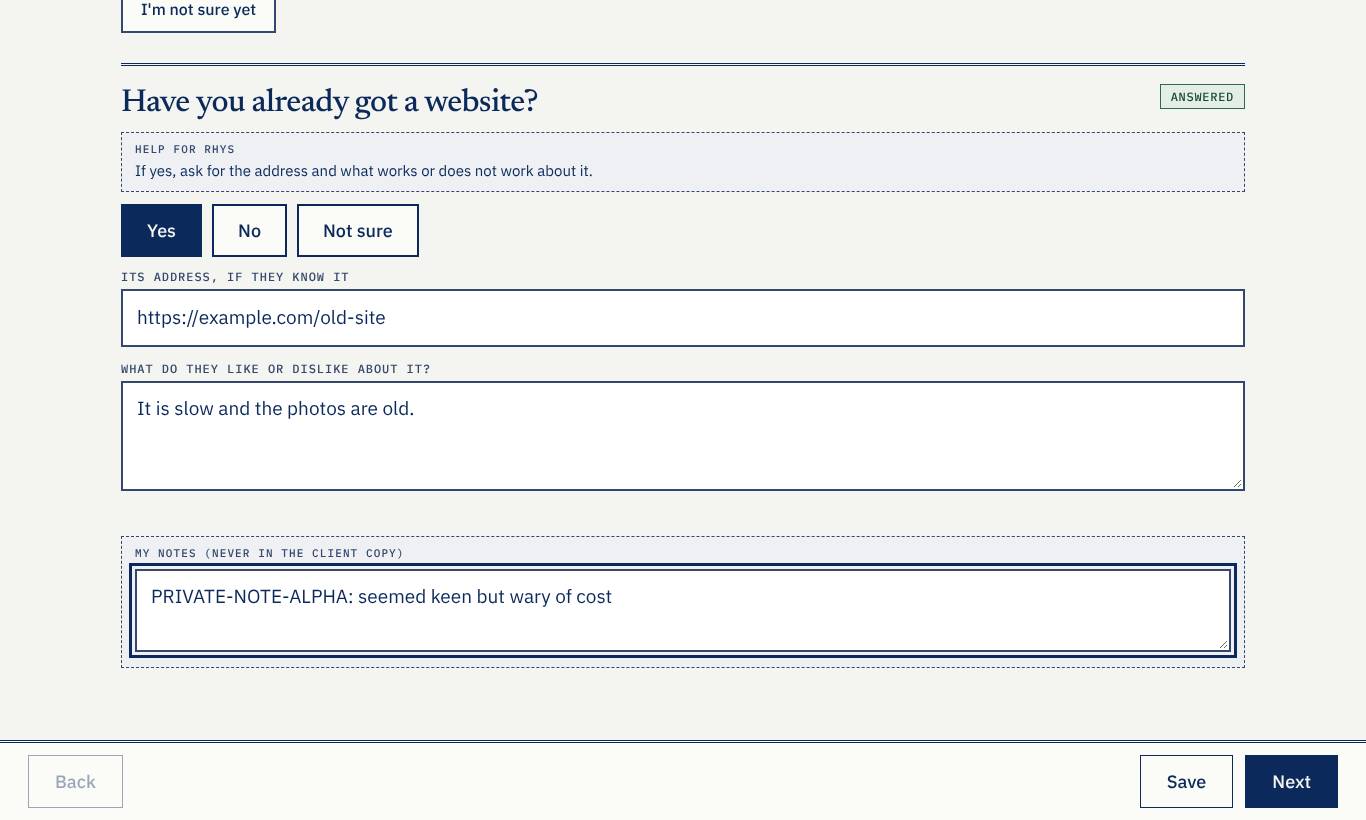 I'm not sure yet
Have you already got a website?
ANSWERED
HELP FOR RHYS
If yes, ask for the address and what works or does not work about it.
Yes
No
Not sure
ITS ADDRESS, IF THEY KNOW IT
https://example.com/old-site
WHAT DO THEY LIKE OR DISLIKE ABOUT IT?
It is slow and the photos are old.
MY NOTES (NEVER IN THE CLIENT COPY)
PRIVATE-NOTE-ALPHA: seemed keen but wary of cost
Back
Save
Next